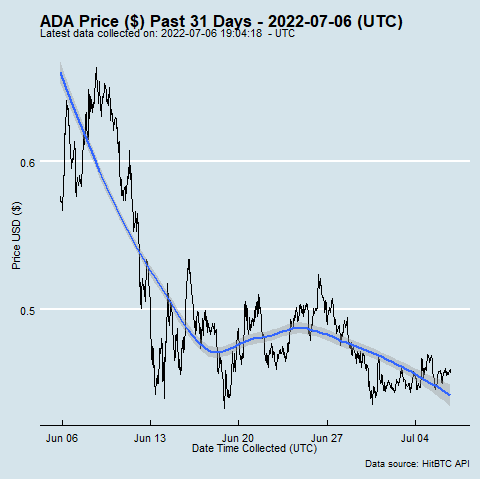 ADA Price ($) Past 31 Days - 2022-07-06 (UTC)
Latest data collected on: 2022-07-06 19:04:18 - UTC
0.6
Price USD ($)
0.5
Jun 06 Jun 13 Jun 20 Jun 27 Jul 04
Date Time Collected (UTC)
Data source: HitBTC API